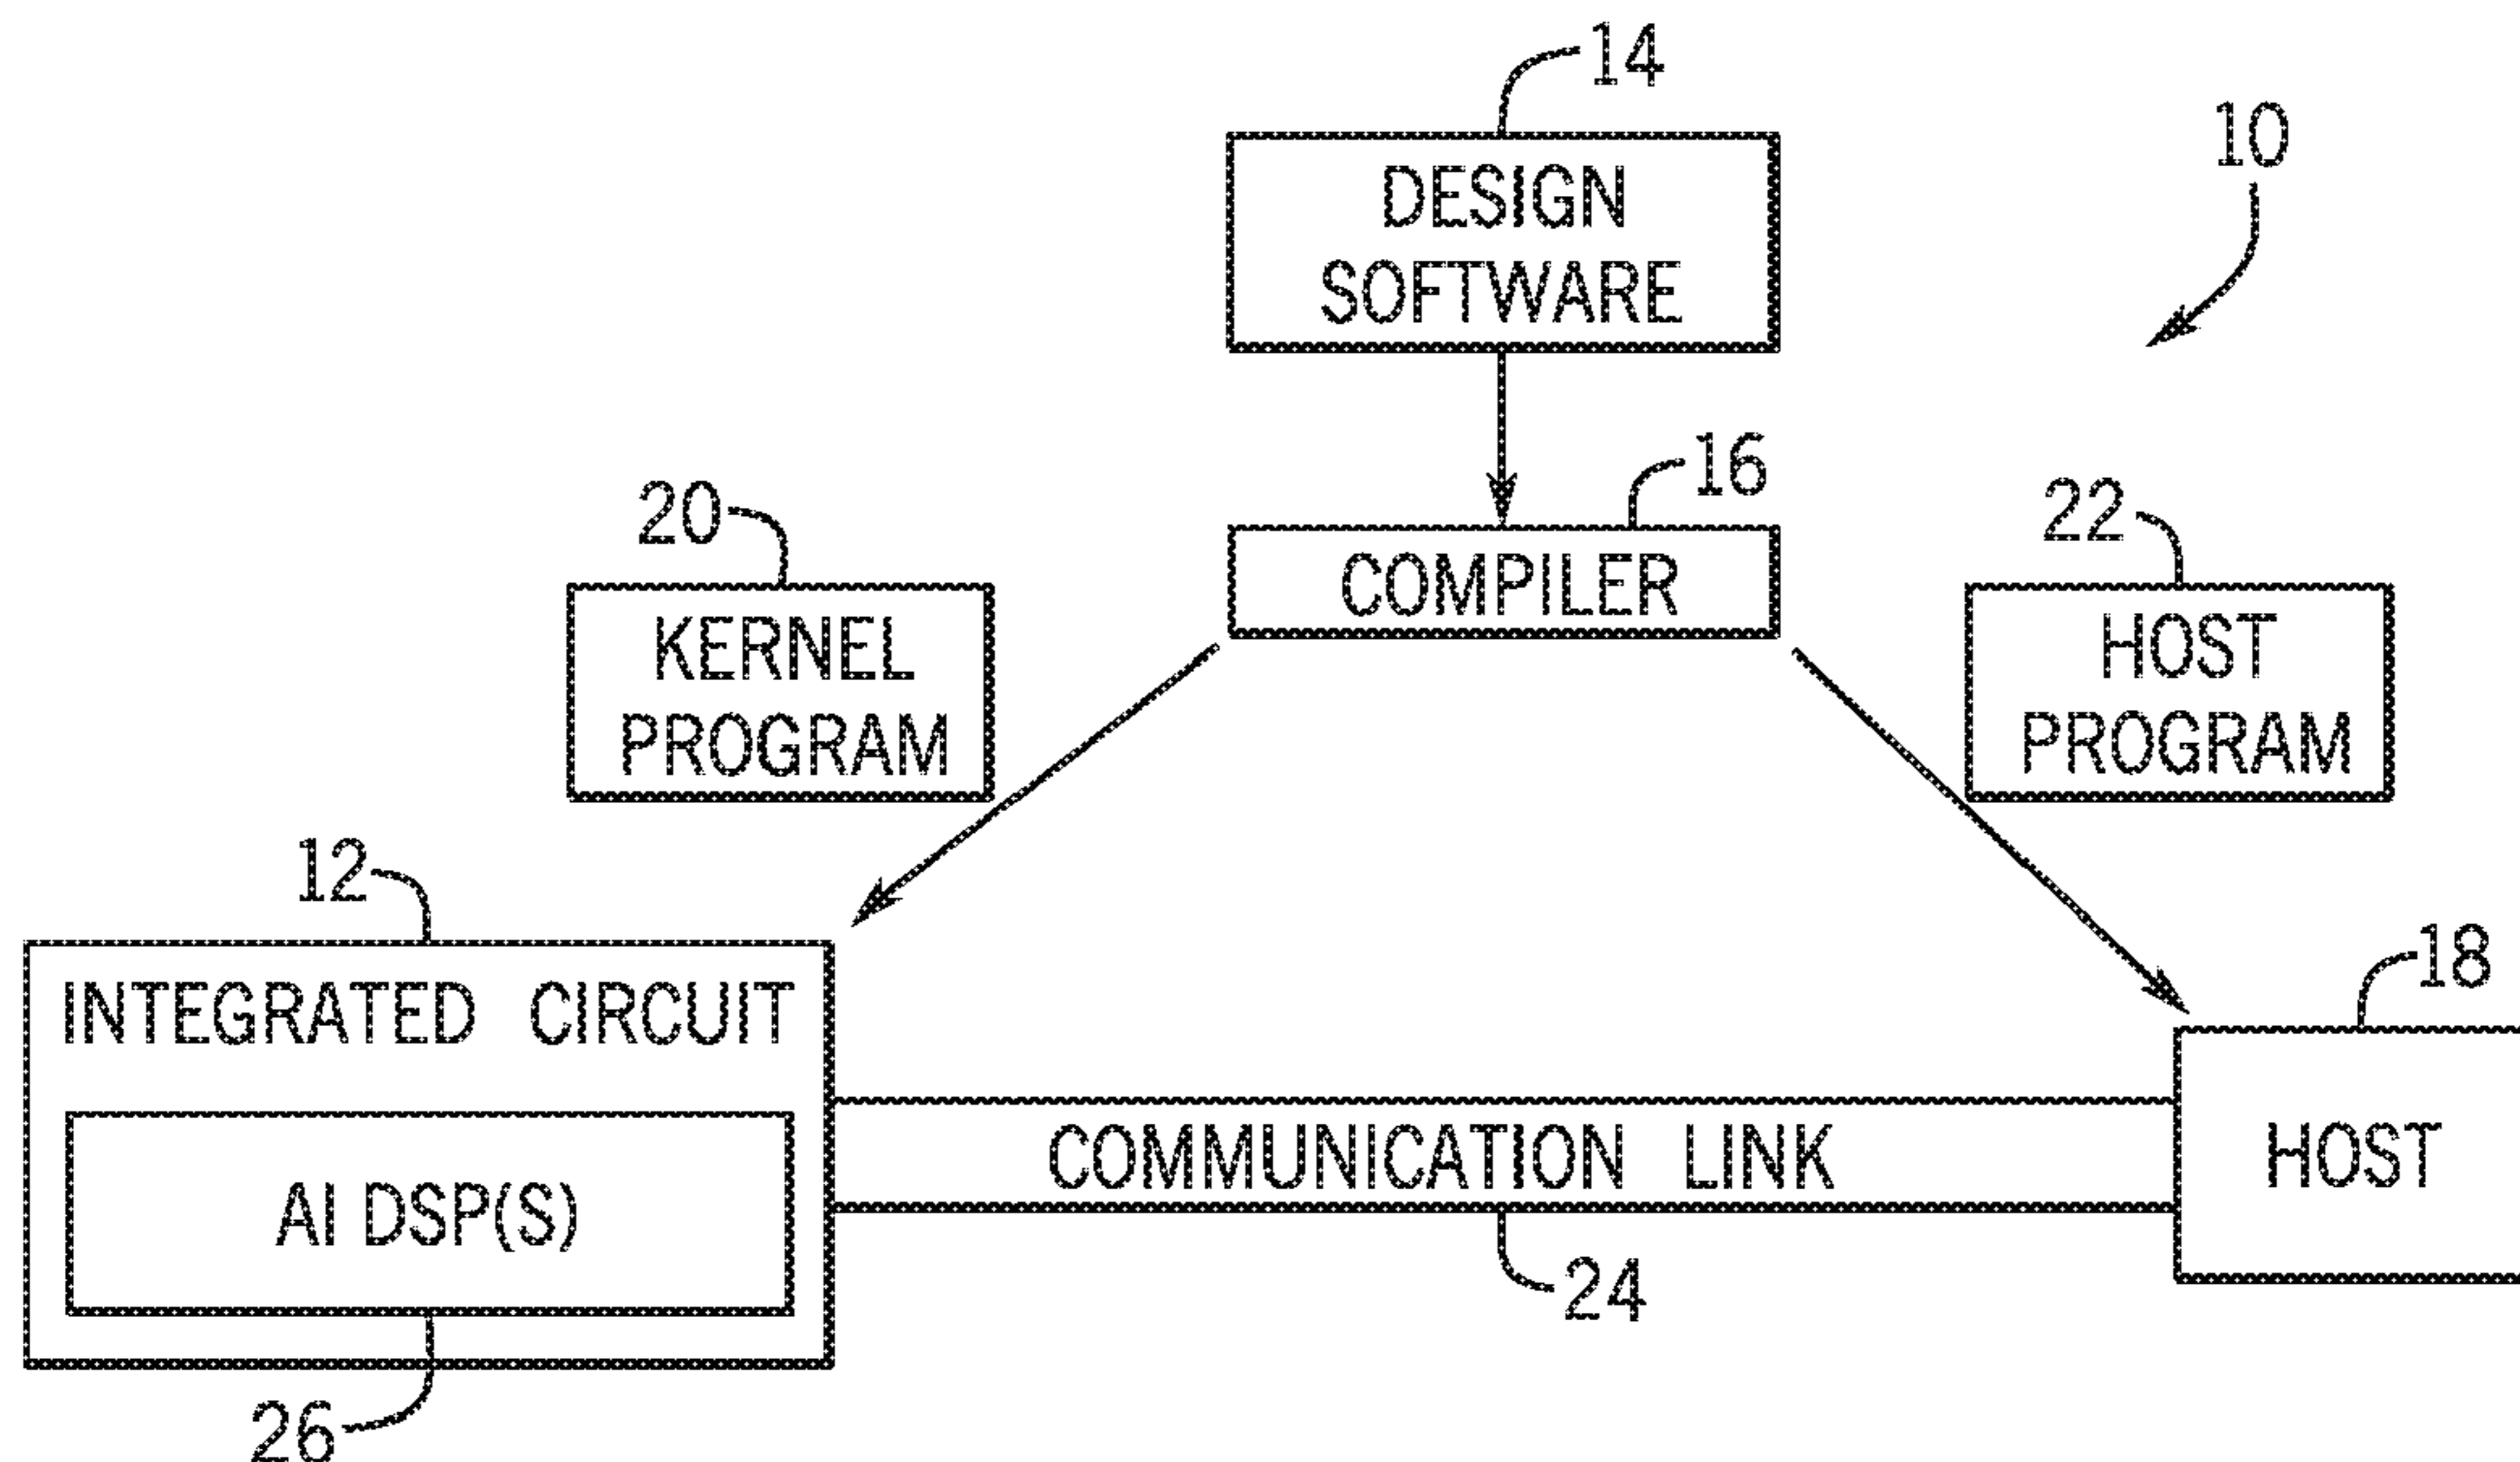 14
10
DESIGN
SOFTWARE
16
20
22
COMPILER
KERNEL
PROGRAM
HOST
PROGRAM
12
18
INTEGRATED CIRCUIT
COMMUNICATION LINK
HOST
AI DSP(S)
24
26